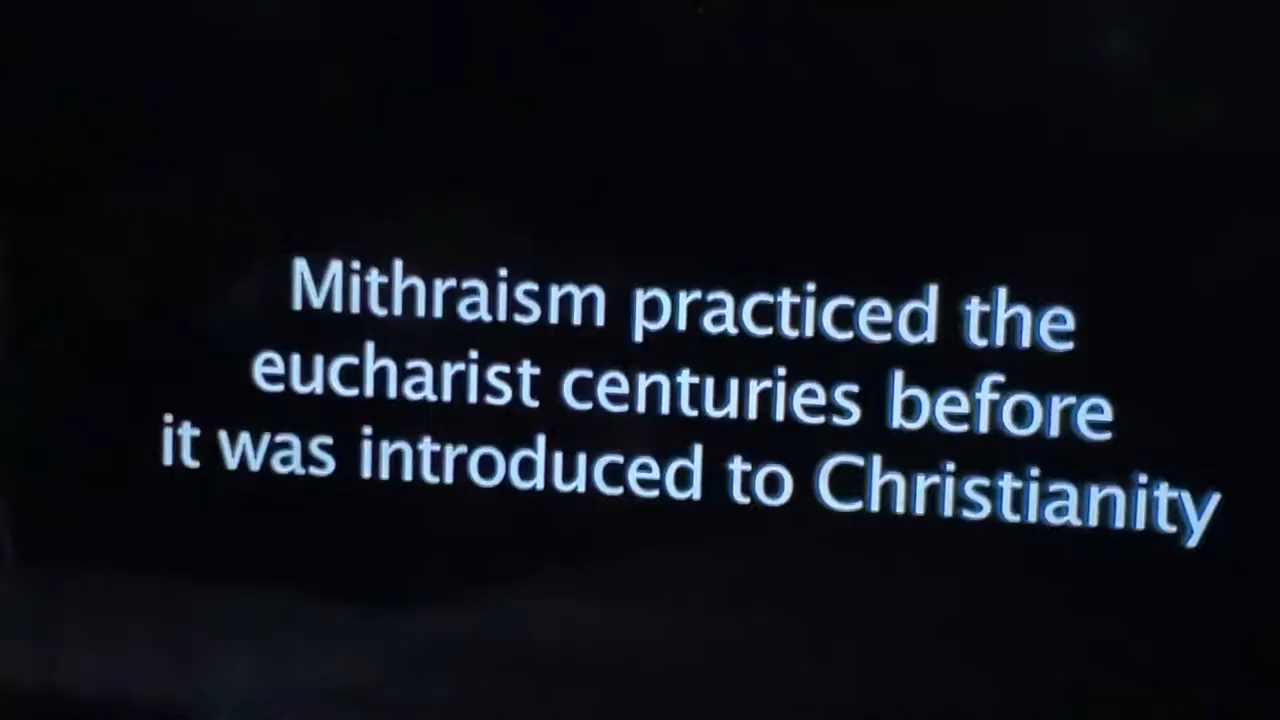 Mithraism practiced the
eucharist centuries before
it was introduced to Christianity